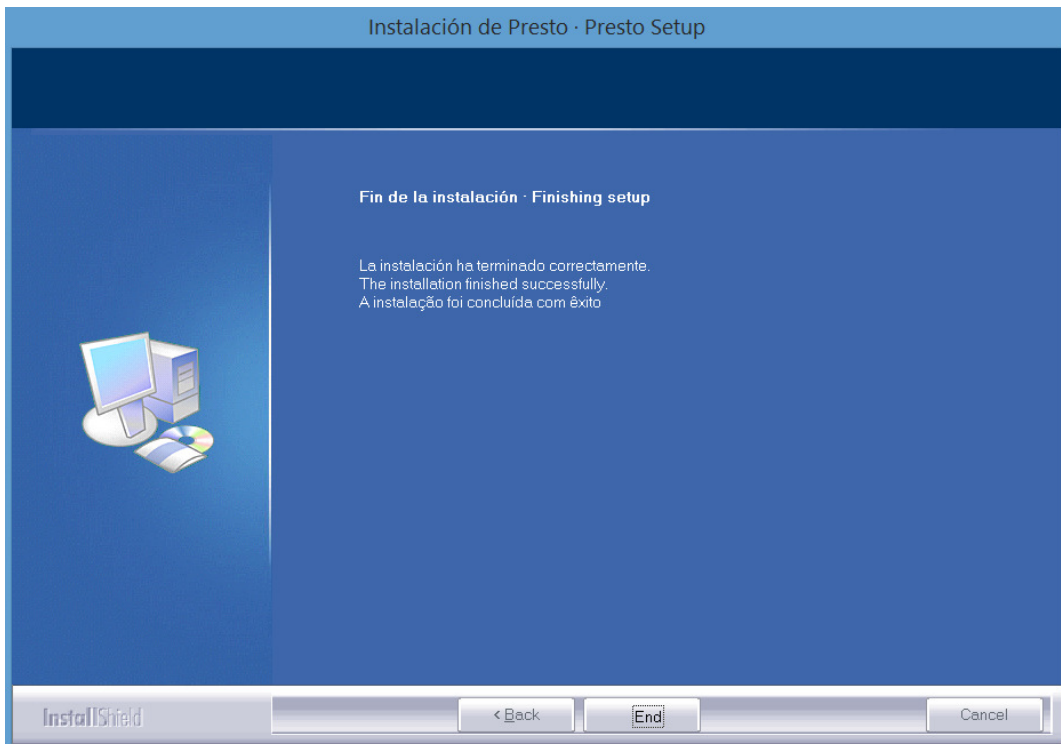 Instalación de Presto · Presto Setup
Fin de la instalación · Finishing setup
La instalación ha terminado correctamente.
The installation finished successfully.
A instalação foi concluída com êxito
InstallShield
< Back
End
Cancel